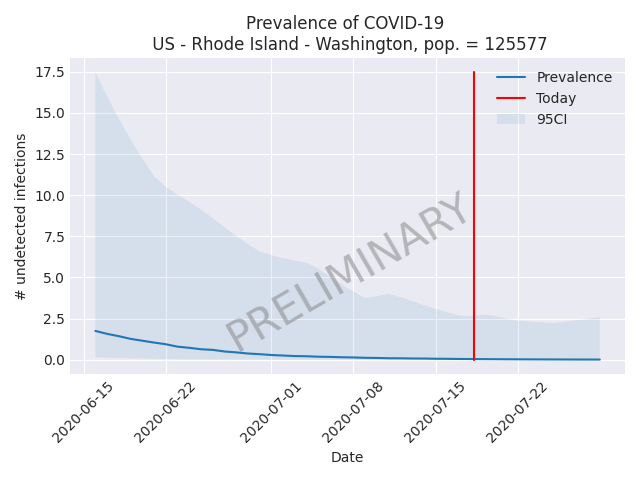 Prevalence of COVID-19
US - Rhode Island - Washington, pop. = 125577
17.5
15.0
12.5
10.0
7.5
5.0
2.5
0.0
# undetected infections
Prevalence
Today
95CI
PRELIMINARY
2020-06-15
2020-06-22
2020-07-01
2020-07-08
2020-07-15
2020-07-22
Date